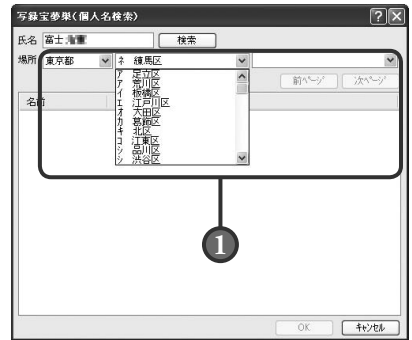 写録宝夢巣(個人名検索)
氏名 富士 検索
場所 東京都 ネ 練馬区
前ページ 次ページ
名前
ア 足立区
ア 荒川区
イ 板橋区
エ 江戸川区
オ 大田区
カ 葛飾区
キ 北区
コ 江東区
シ 品川区
シ 渋谷区
1
OK キャンセル